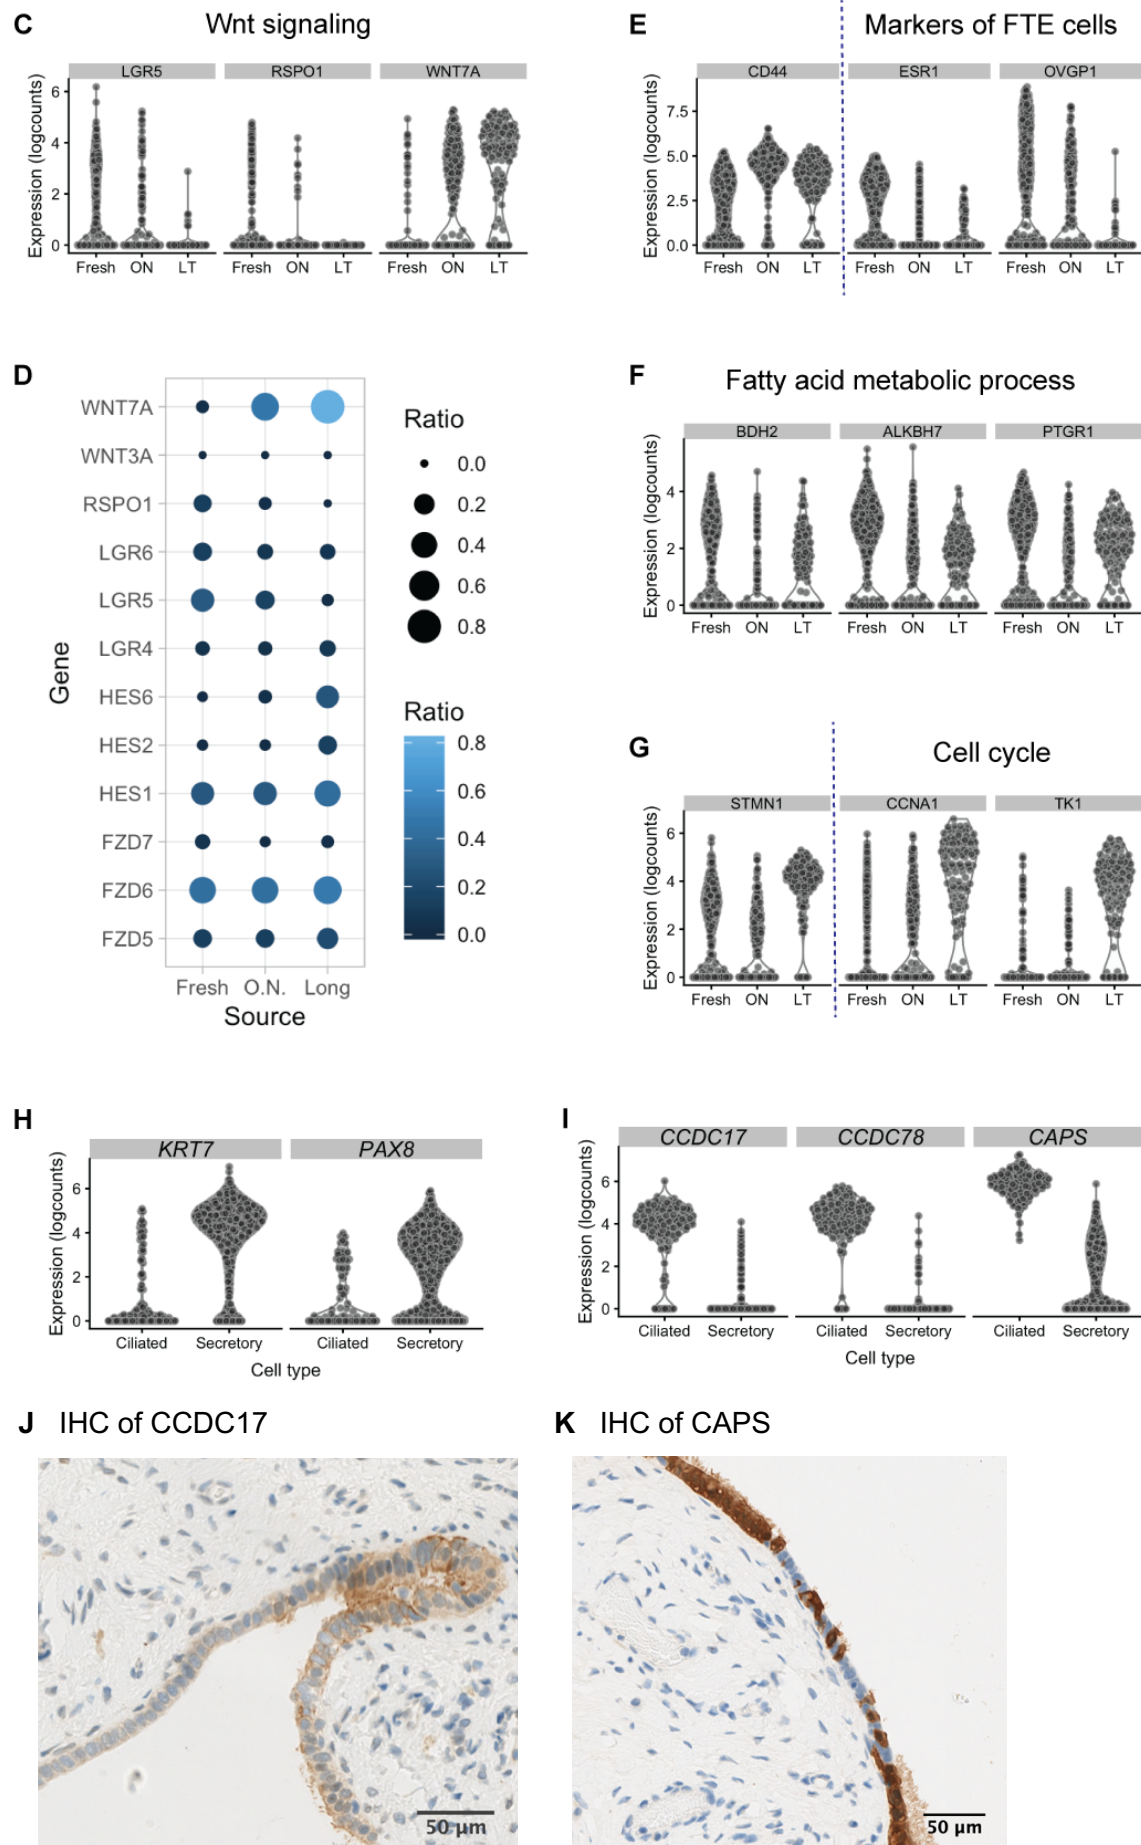 C Wnt signaling
LGR5 RSPO1 WNT7A
Expression (logcounts)
6
4
2
0
Fresh ON LT Fresh ON LT Fresh ON LT
E Markers of FTE cells
CD44 ESR1 OVGP1
Expression (logcounts)
7.5
5.0
2.5
0.0
Fresh ON LT Fresh ON LT Fresh ON LT
D
Gene
WNT7A
WNT3A
RSPO1
LGR6
LGR5
LGR4
HES6
HES2
HES1
FZD7
FZD6
FZD5
Fresh O.N. Long
Source
Ratio
0.0
0.2
0.4
0.6
0.8
Ratio
0.8
0.6
0.4
0.2
0.0
F Fatty acid metabolic process
BDH2 ALKBH7 PTGR1
Expression (logcounts)
4
2
0
Fresh ON LT Fresh ON LT Fresh ON LT
G Cell cycle
STMN1 CCNA1 TK1
Expression (logcounts)
6
4
2
0
Fresh ON LT Fresh ON LT Fresh ON LT
H
KRT7 PAX8
Expression (logcounts)
6
4
2
0
Ciliated Secretory Ciliated Secretory
Cell type
I
CCDC17 CCDC78 CAPS
Expression (logcounts)
6
4
2
0
Ciliated Secretory Ciliated Secretory Ciliated Secretory
Cell type
J IHC of CCDC17
50 µm
K IHC of CAPS
50 µm